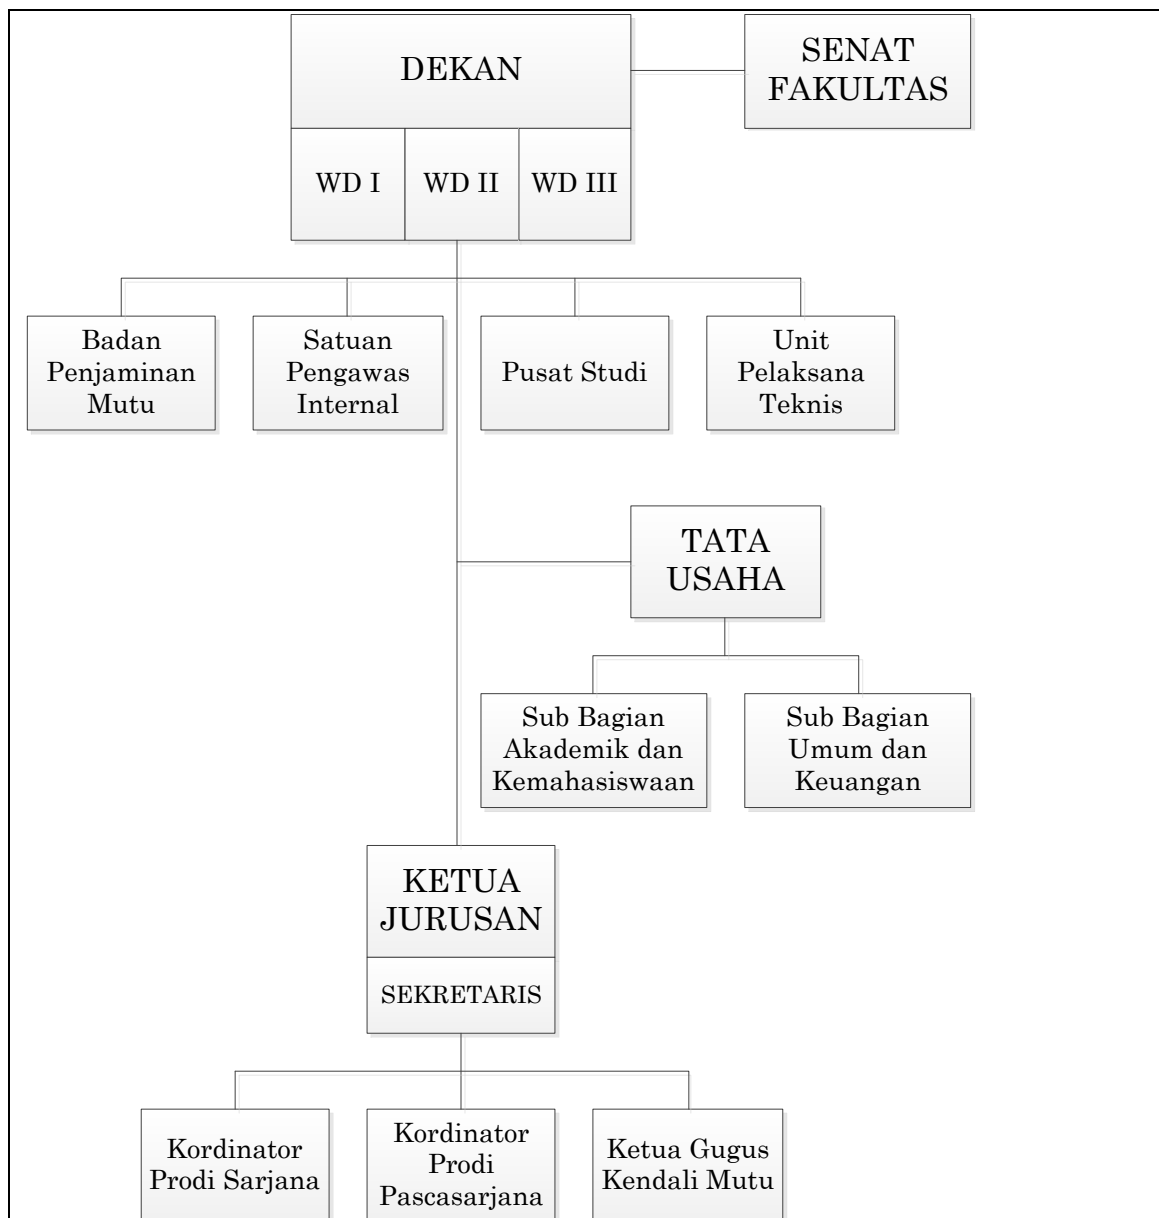 DEKAN
SENAT
FAKULTAS
WD I
WD II
WD III
Badan
Penjaminan
Mutu
Satuan
Pengawas
Internal
Pusat Studi
Unit
Pelaksana
Teknis
TATA
USAHA
Sub Bagian
Akademik dan
Kemahasiswaan
Sub Bagian
Umum dan
Keuangan
KETUA
JURUSAN
SEKRETARIS
Kordinator
Prodi Sarjana
Kordinator
Prodi
Pascasarjana
Ketua Gugus
Kendali Mutu